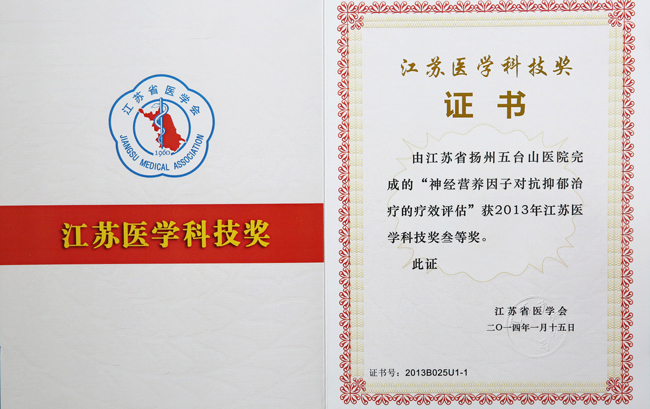 江苏省医学会
1960
JIANGSU MEDICAL ASSOCIATION
江苏医学科技奖
江苏医学科技奖
证书
由江苏省扬州五台山医院完
成的“神经营养因子对抗抑郁治
疗的疗效评估”获2013年江苏医
学科技奖叁等奖。
此证
江苏省医学会
二〇一四年一月十五日
证书号：2013B025U1-1